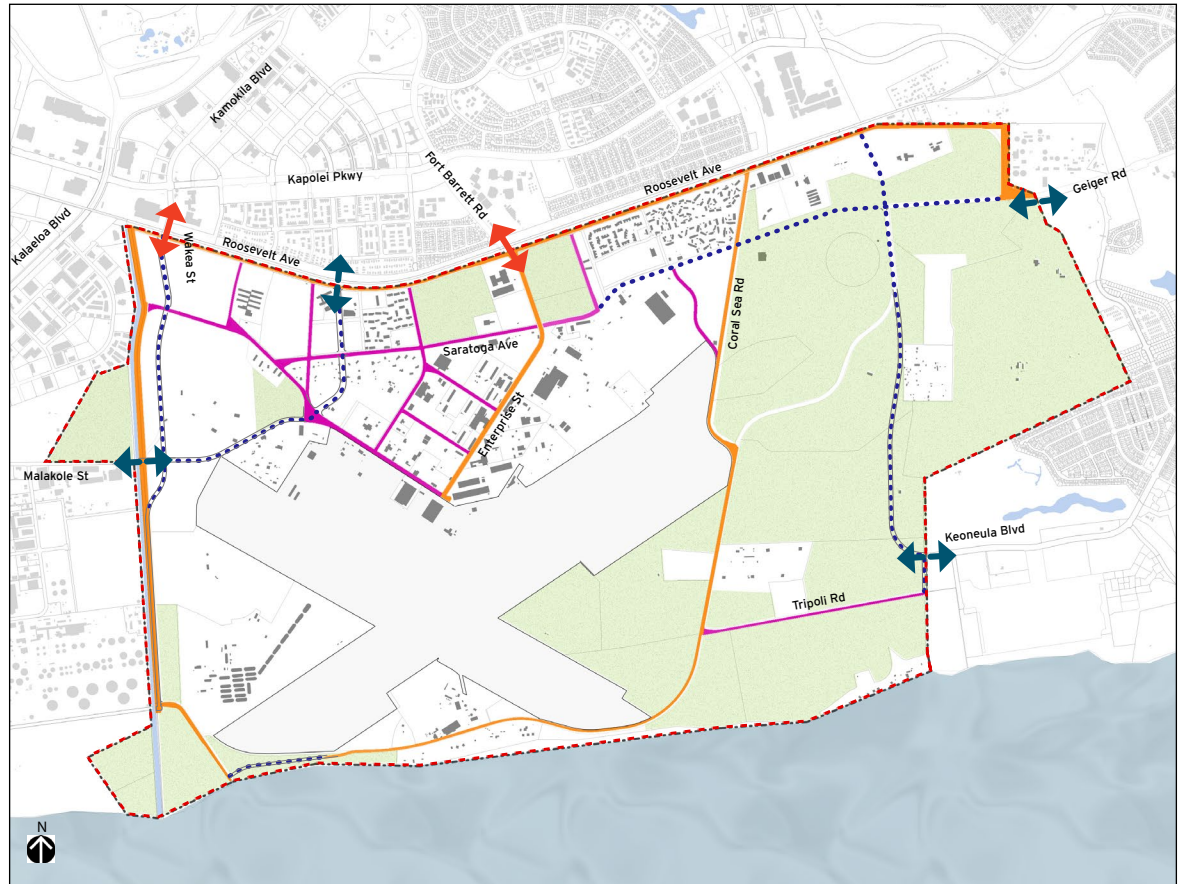 Kamokila Blvd
Fort Barrett Rd
Kapolei Pkwy
Roosevelt Ave
Geiger Rd
Kalaeloa Blvd
Wakea St
Roosevelt Ave
Coral Sea Rd
Saratoga Ave
Enterprise St
Malakole St
Keoneula Blvd
Tripoli Rd
N